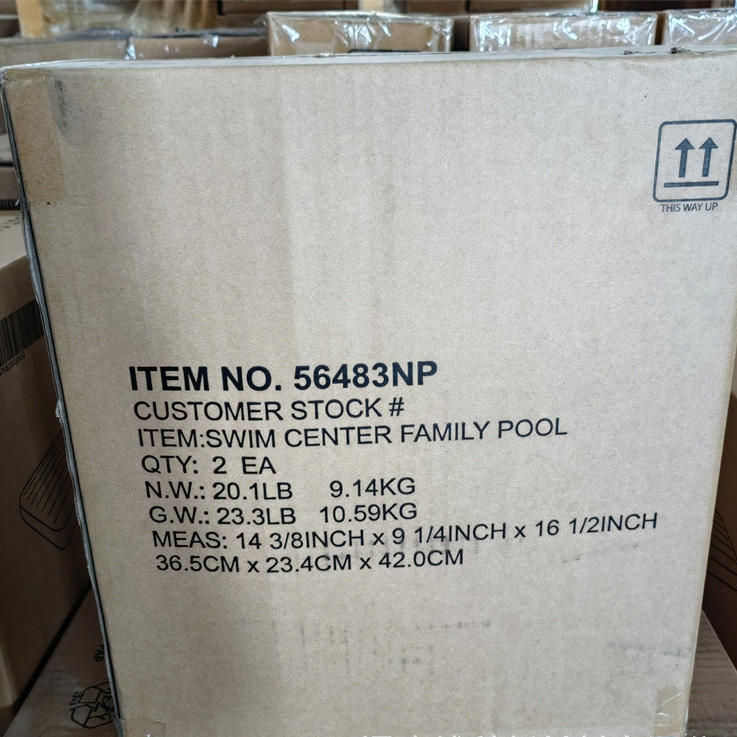 THIS WAY UP
ITEM NO. 56483NP
CUSTOMER STOCK #
ITEM:SWIM CENTER FAMILY POOL
QTY: 2 EA
N.W.: 20.1LB 9.14KG
G.W.: 23.3LB 10.59KG
MEAS: 14 3/8INCH x 9 1/4INCH x 16 1/2INCH
36.5CM x 23.4CM x 42.0CM